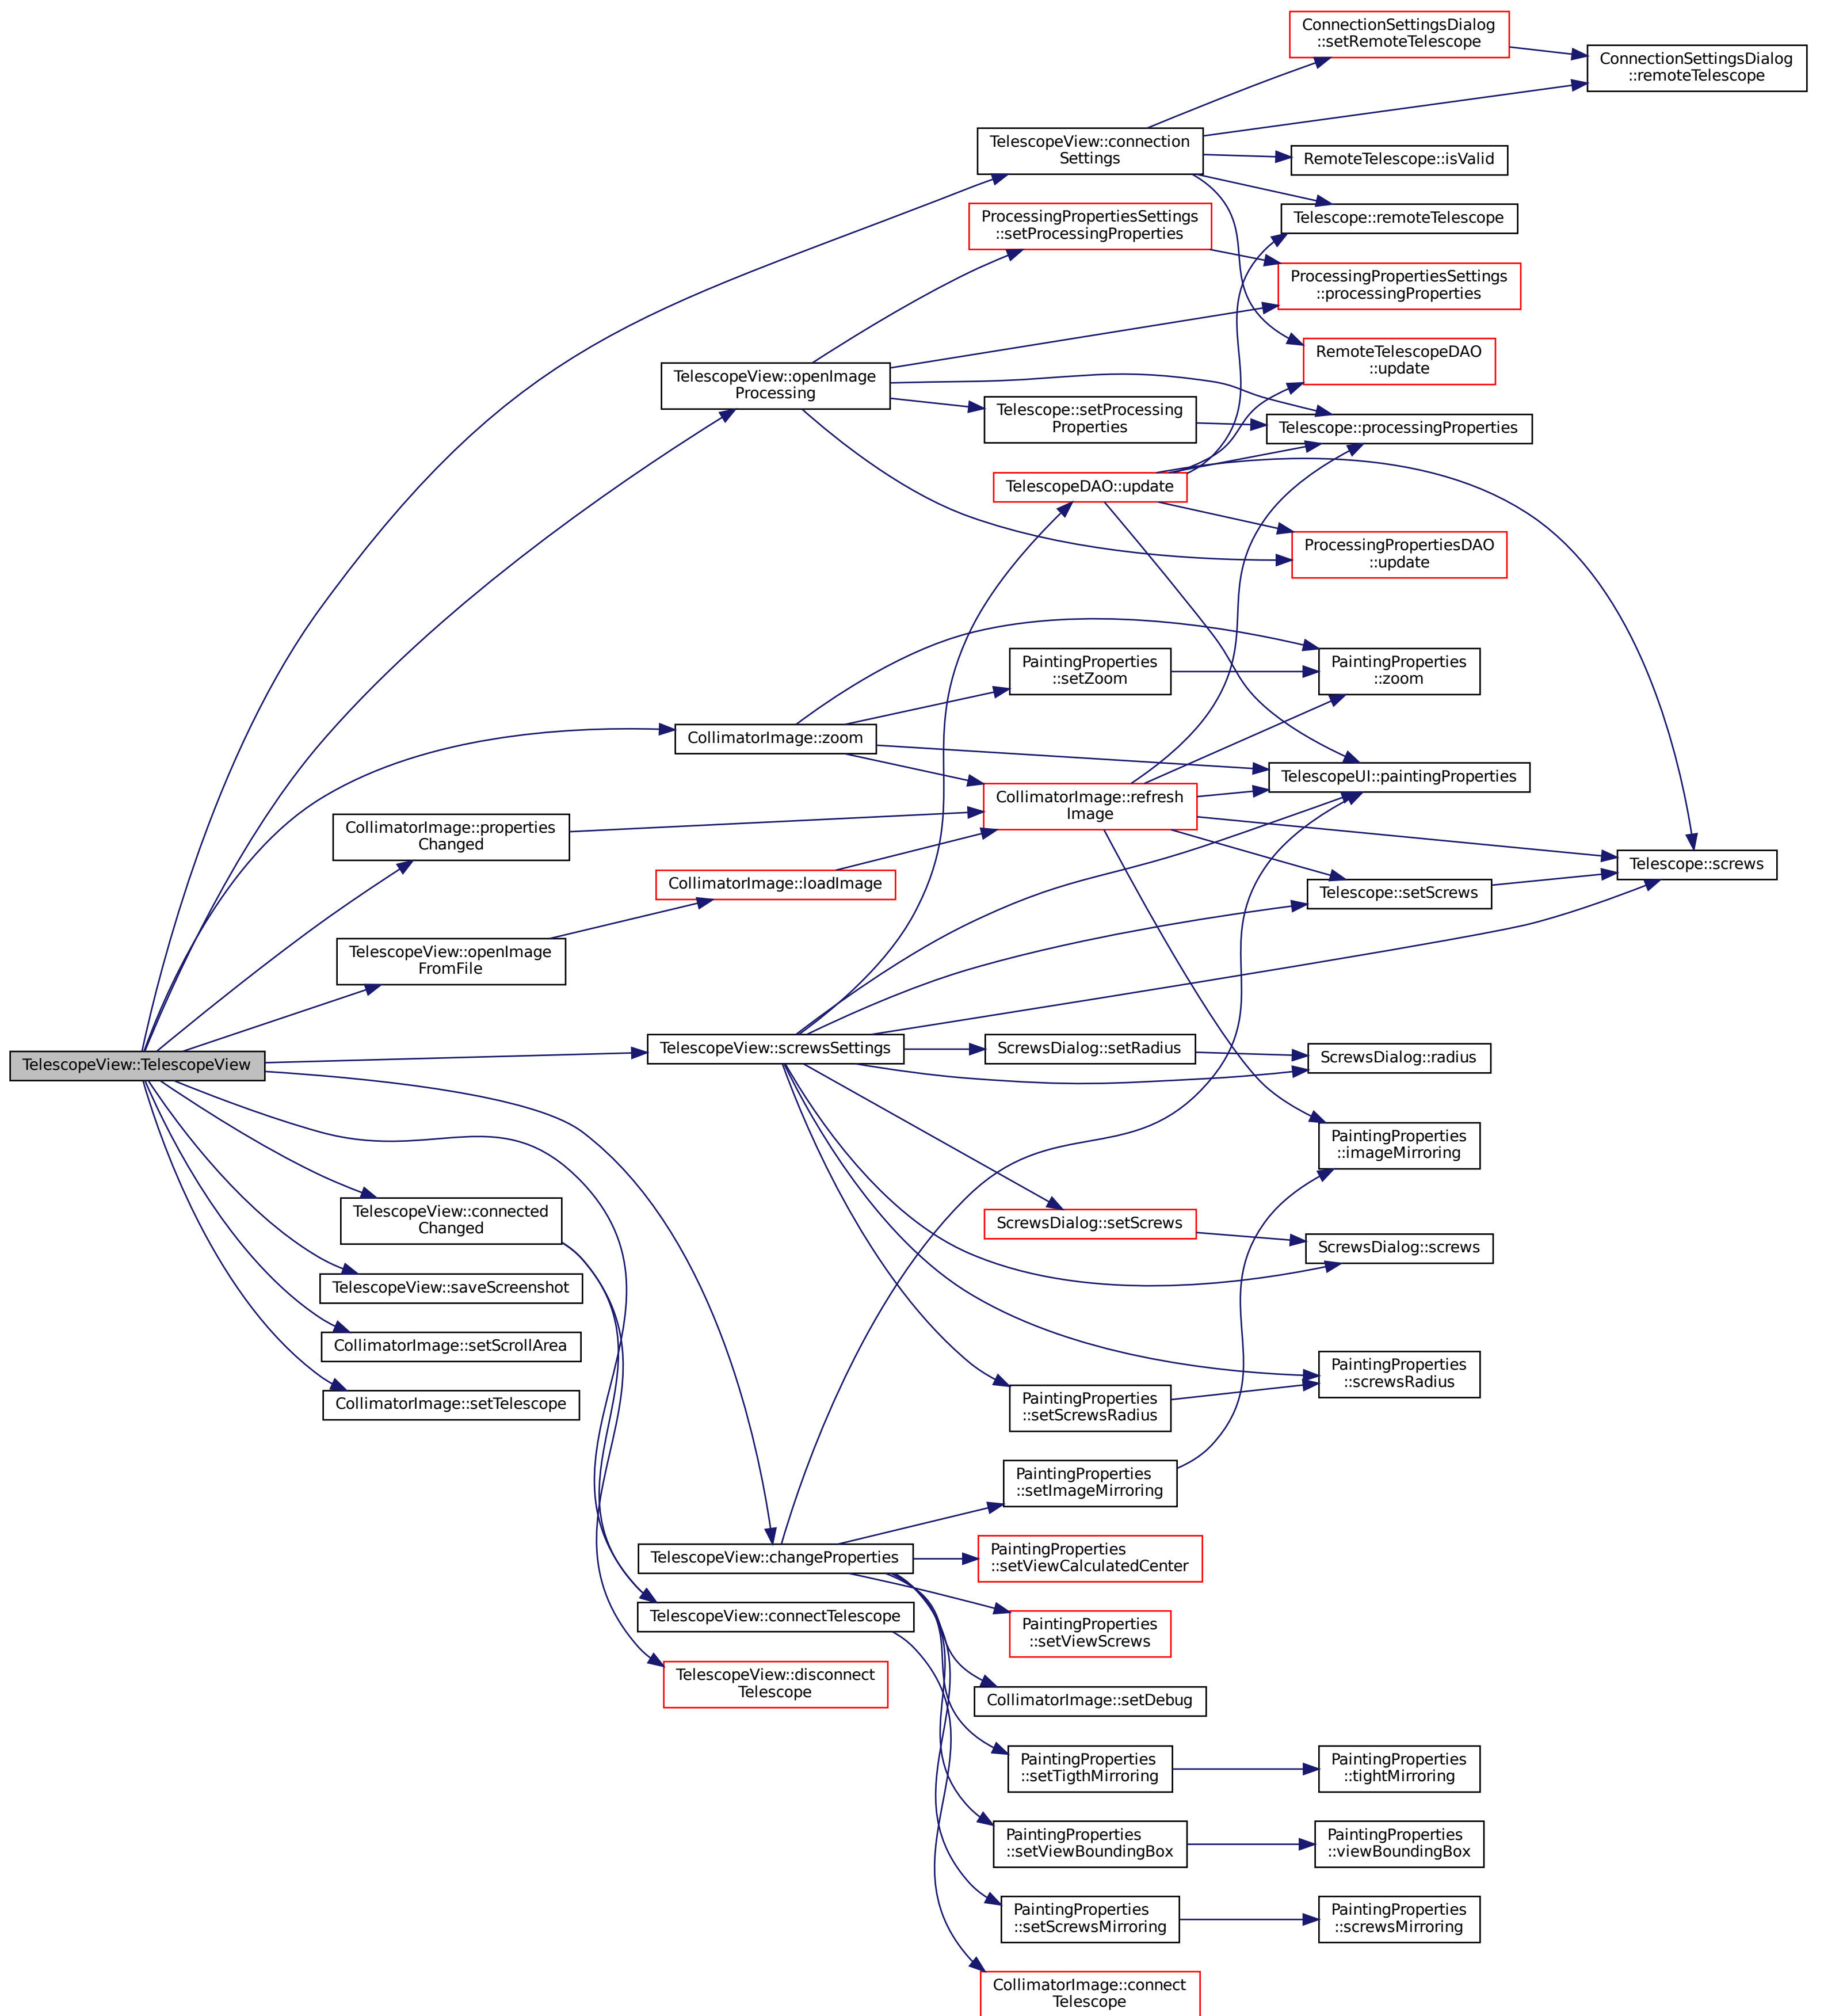 ConnectionSettingsDialog
::setRemoteTelescope
ConnectionSettingsDialog
::remoteTelescope
TelescopeView::connection
Settings
RemoteTelescope::isValid
Telescope::remoteTelescope
ProcessingPropertiesSettings
::setProcessingProperties
ProcessingPropertiesSettings
::processingProperties
RemoteTelescopeDAO
::update
TelescopeView::openImage
Processing
Telescope::setProcessing
Properties
Telescope::processingProperties
TelescopeDAO::update
ProcessingPropertiesDAO
::update
PaintingProperties
::setZoom
PaintingProperties
::zoom
CollimatorImage::zoom
TelescopeUI::paintingProperties
CollimatorImage::refresh
Image
CollimatorImage::properties
Changed
Telescope::screws
CollimatorImage::loadImage
Telescope::setScrews
TelescopeView::openImage
FromFile
TelescopeView::TelescopeView
TelescopeView::screwsSettings
ScrewsDialog::setRadius
ScrewsDialog::radius
PaintingProperties
::imageMirroring
TelescopeView::connected
Changed
ScrewsDialog::setScrews
ScrewsDialog::screws
TelescopeView::saveScreenshot
CollimatorImage::setScrollArea
PaintingProperties
::screwsRadius
CollimatorImage::setTelescope
PaintingProperties
::setScrewsRadius
PaintingProperties
::setImageMirroring
TelescopeView::changeProperties
PaintingProperties
::setViewCalculatedCenter
TelescopeView::connectTelescope
PaintingProperties
::setViewScrews
TelescopeView::disconnect
Telescope
CollimatorImage::setDebug
PaintingProperties
::setTigthMirroring
PaintingProperties
::tightMirroring
PaintingProperties
::setViewBoundingBox
PaintingProperties
::viewBoundingBox
PaintingProperties
::setScrewsMirroring
PaintingProperties
::screwsMirroring
CollimatorImage::connect
Telescope